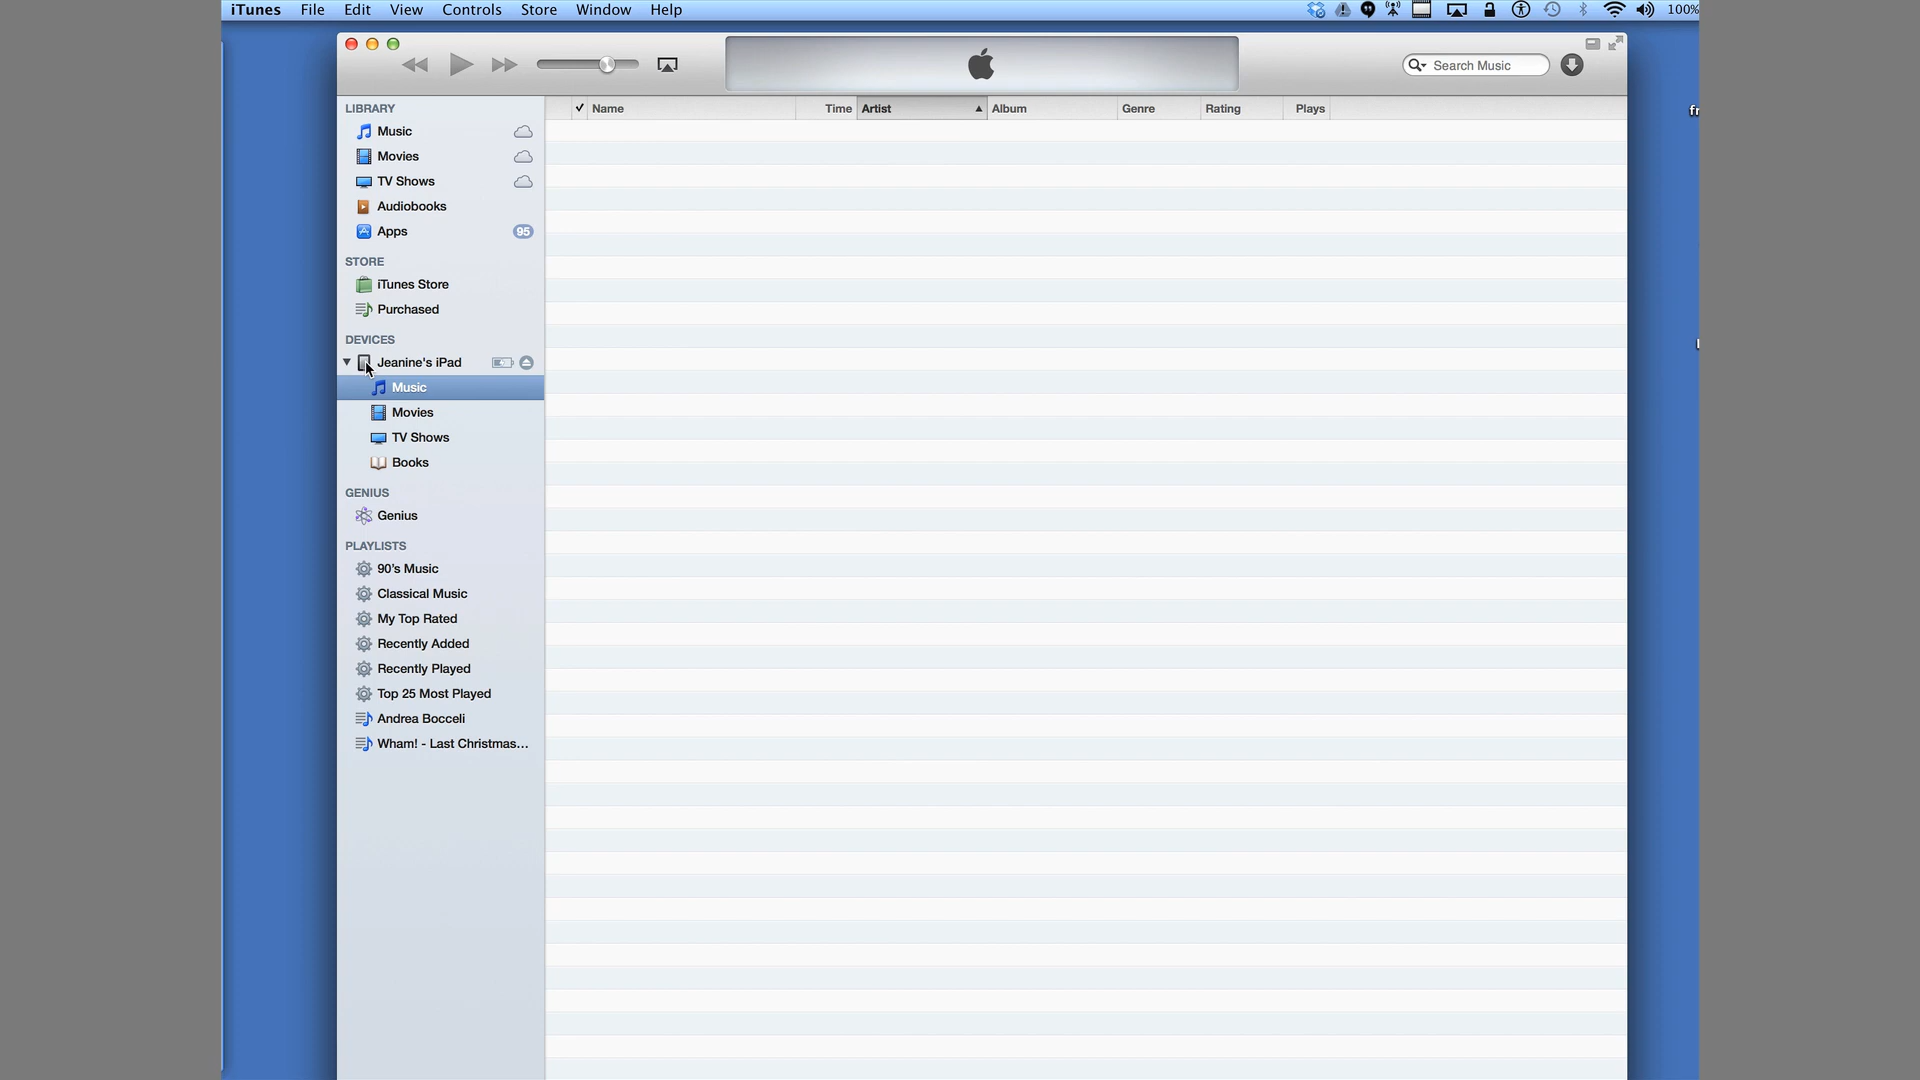 iTunes File Edit View Controls Store Window Help 100%
Search Music
LIBRARY
Music
Movies
TV Shows
Audiobooks
Apps 95
STORE
iTunes Store
Purchased
DEVICES
Jeanine's iPad
Music
Movies
TV Shows
Books
GENIUS
Genius
PLAYLISTS
90's Music
Classical Music
My Top Rated
Recently Added
Recently Played
Top 25 Most Played
Andrea Bocceli
Wham! - Last Christmas...
Name Time Artist Album Genre Rating Plays